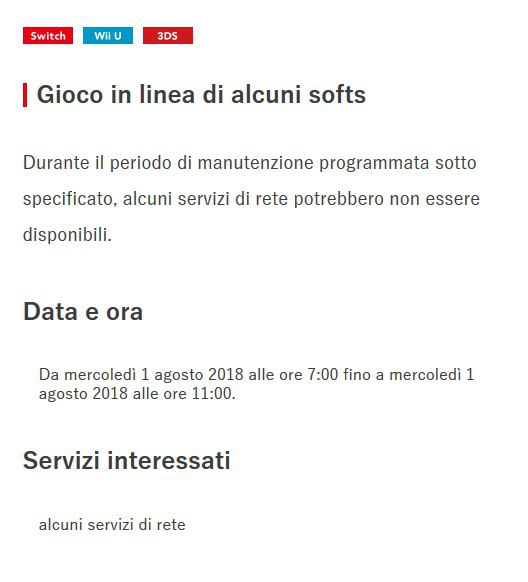 Switch Wii U 3DS
Gioco in linea di alcuni softs
Durante il periodo di manutenzione programmata sotto
specificato, alcuni servizi di rete potrebbero non essere
disponibili.
Data e ora
Da mercoledì 1 agosto 2018 alle ore 7:00 fino a mercoledì 1
agosto 2018 alle ore 11:00.
Servizi interessati
alcuni servizi di rete